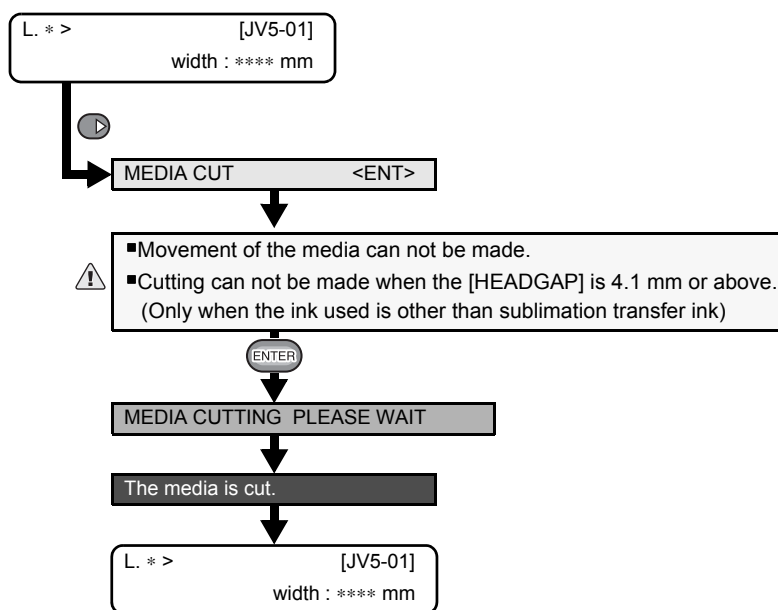 L. ∗ > [JV5-01]
width : ∗∗∗∗ mm
MEDIA CUT <ENT>
■Movement of the media can not be made.
■Cutting can not be made when the [HEADGAP] is 4.1 mm or above.
(Only when the ink used is other than sublimation transfer ink)
ENTER
MEDIA CUTTING PLEASE WAIT
The media is cut.
L. ∗ > [JV5-01]
width : ∗∗∗∗ mm